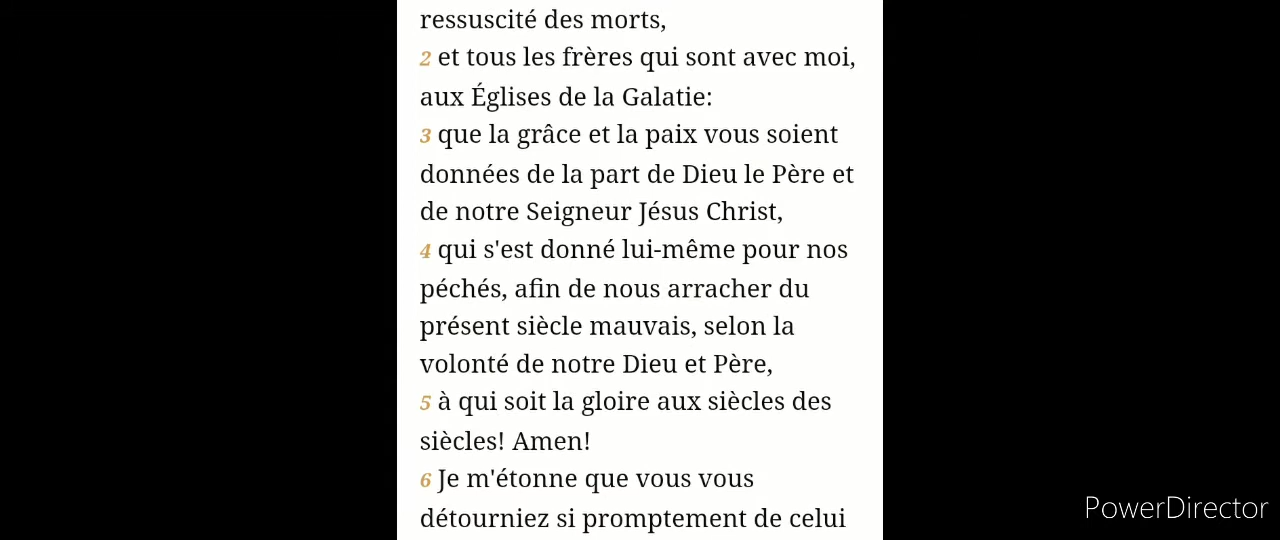 ressuscité des morts,
2 et tous les frères qui sont avec moi,
aux Églises de la Galatie:
3 que la grâce et la paix vous soient
données de la part de Dieu le Père et
de notre Seigneur Jésus Christ,
4 qui s'est donné lui-même pour nos
péchés, afin de nous arracher du
présent siècle mauvais, selon la
volonté de notre Dieu et Père,
5 à qui soit la gloire aux siècles des
siècles! Amen!
6 Je m'étonne que vous vous
détourniez si promptement de celui
PowerDirector